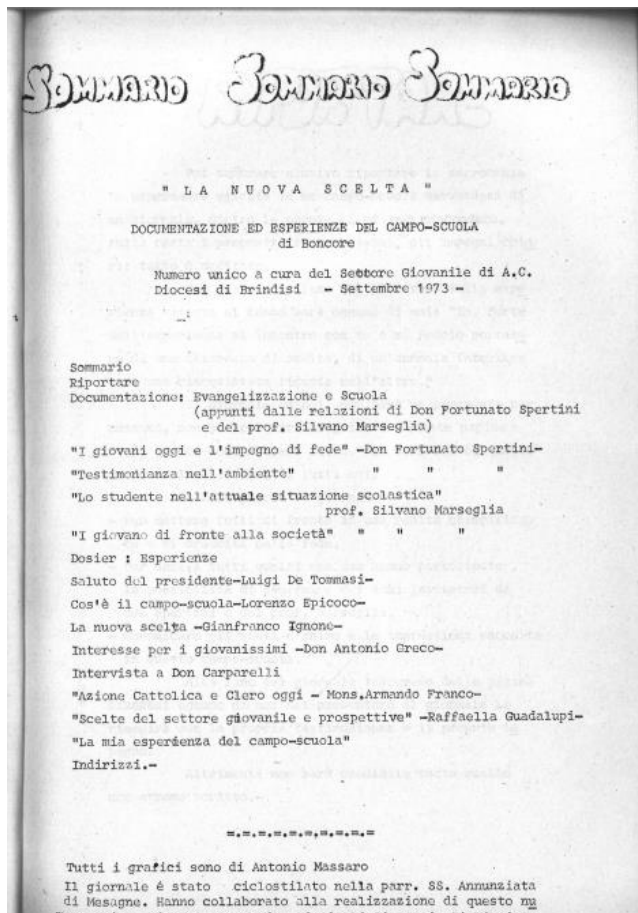 SOMMARIO SOMMARIO SOMMARIO
" LA NUOVA SCELTA "
DOCUMENTAZIONE ED ESPERIENZE DEL CAMPO-SCUOLA
di Boncore
Numero unico a cura del Settore Giovanile di A.C.
Diocesi di Brindisi - Settembre 1973 -
Sommario
Riportare
Documentazione: Evangelizzazione e Scuola
(appunti dalle relazioni di Don Fortunato Spertini
e del prof. Silvano Marseglia)
"I giovani oggi e l'impegno di fede" -Don Fortunato Spertini-
"Testimonianza nell'ambiente" " " "
"Lo studente nell'attuale situazione scolastica"
prof. Silvano Marseglia
"I giovano di fronte alla società" " " "
Dosier : Esperienze
Saluto del presidente-Luigi De Tommasi-
Cos'è il campo-scuola-Lorenzo Epicoco-
La nuova scelta -Gianfranco Ignone-
Interesse per i giovanissimi -Don Antonio Greco-
Intervista a Don Carparelli
"Azione Cattolica e Clero oggi - Mons.Armando Franco-
"Scelte del settore giovanile e prospettive" -Raffaella Guadalupi-
"La mia esperienza del campo-scuola"
Indirizzi.-
=.=.=.=.=.=.=.=.=.=
Tutti i grafici sono di Antonio Massaro
Il giornale é stato ciclostilato nella parr. SS. Annunziata
di Mesagne. Hanno collaborato alla realizzazione di questo nu